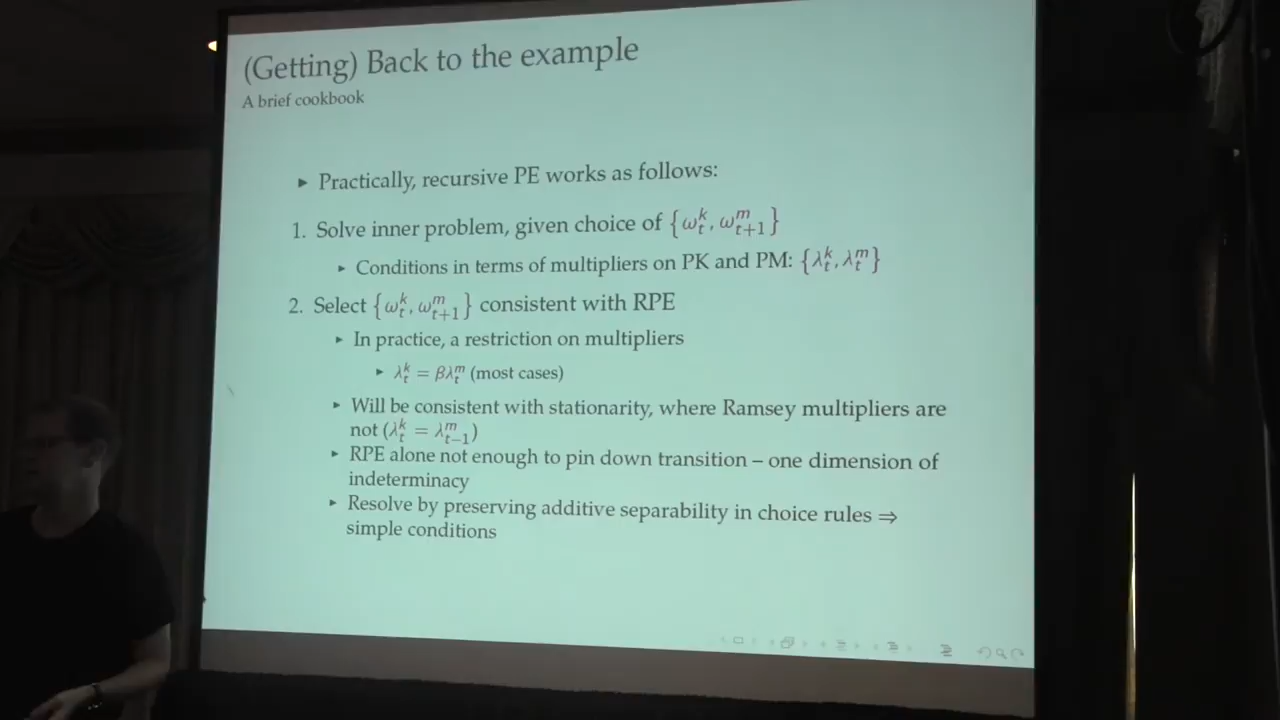 (Getting) Back to the example
A brief cookbook
▸ Practically, recursive PE works as follows:
1. Solve inner problem, given choice of {ω_t^k, ω_{t+1}^m}
▸ Conditions in terms of multipliers on PK and PM: {λ_t^k, λ_t^m}
2. Select {ω_t^k, ω_{t+1}^m} consistent with RPE
▸ In practice, a restriction on multipliers
▸ λ_t^k = βλ_t^m (most cases)
▸ Will be consistent with stationarity, where Ramsey multipliers are
not (λ_t^k = λ_{t−1}^m)
▸ RPE alone not enough to pin down transition – one dimension of
indeterminacy
▸ Resolve by preserving additive separability in choice rules ⇒
simple conditions